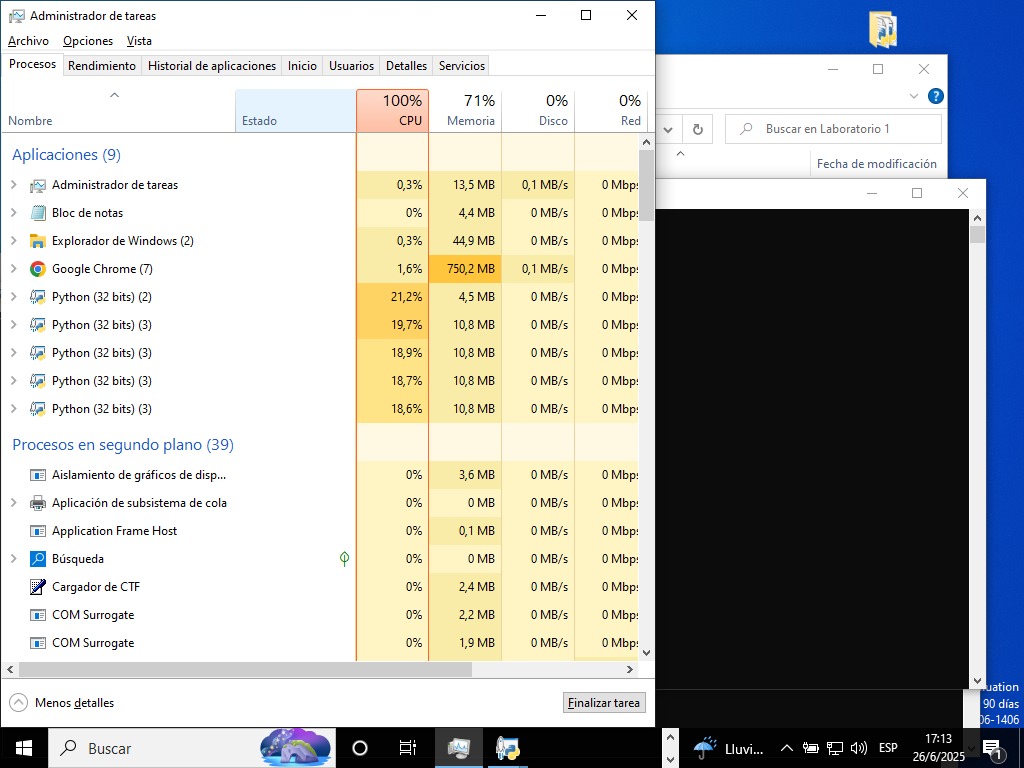 Administrador de tareas
Archivo Opciones Vista
Procesos Rendimiento Historial de aplicaciones Inicio Usuarios Detalles Servicios
100% 71% 0% 0%
Nombre Estado CPU Memoria Disco Red
Aplicaciones (9)
Administrador de tareas 0,3% 13,5 MB 0,1 MB/s 0 Mbps
Bloc de notas 0% 4,4 MB 0 MB/s 0 Mbps
Explorador de Windows (2) 0,3% 44,9 MB 0 MB/s 0 Mbps
Google Chrome (7) 1,6% 750,2 MB 0,1 MB/s 0 Mbps
Python (32 bits) (2) 21,2% 4,5 MB 0 MB/s 0 Mbps
Python (32 bits) (3) 19,7% 10,8 MB 0 MB/s 0 Mbps
Python (32 bits) (3) 18,9% 10,8 MB 0 MB/s 0 Mbps
Python (32 bits) (3) 18,7% 10,8 MB 0 MB/s 0 Mbps
Python (32 bits) (3) 18,6% 10,8 MB 0 MB/s 0 Mbps
Procesos en segundo plano (39)
Aislamiento de gráficos de disp... 0% 3,6 MB 0 MB/s 0 Mbps
Aplicación de subsistema de cola 0% 0 MB 0 MB/s 0 Mbps
Application Frame Host 0% 0,1 MB 0 MB/s 0 Mbps
Búsqueda 0% 0 MB 0 MB/s 0 Mbps
Cargador de CTF 0% 2,4 MB 0 MB/s 0 Mbps
COM Surrogate 0% 2,2 MB 0 MB/s 0 Mbps
COM Surrogate 0% 1,9 MB 0 MB/s 0 Mbps
Menos detalles
Finalizar tarea
Buscar en Laboratorio 1
Fecha de modificación
uation
90 días
06-1406
Buscar
Lluvi...
ESP
17:13
26/6/2025
1